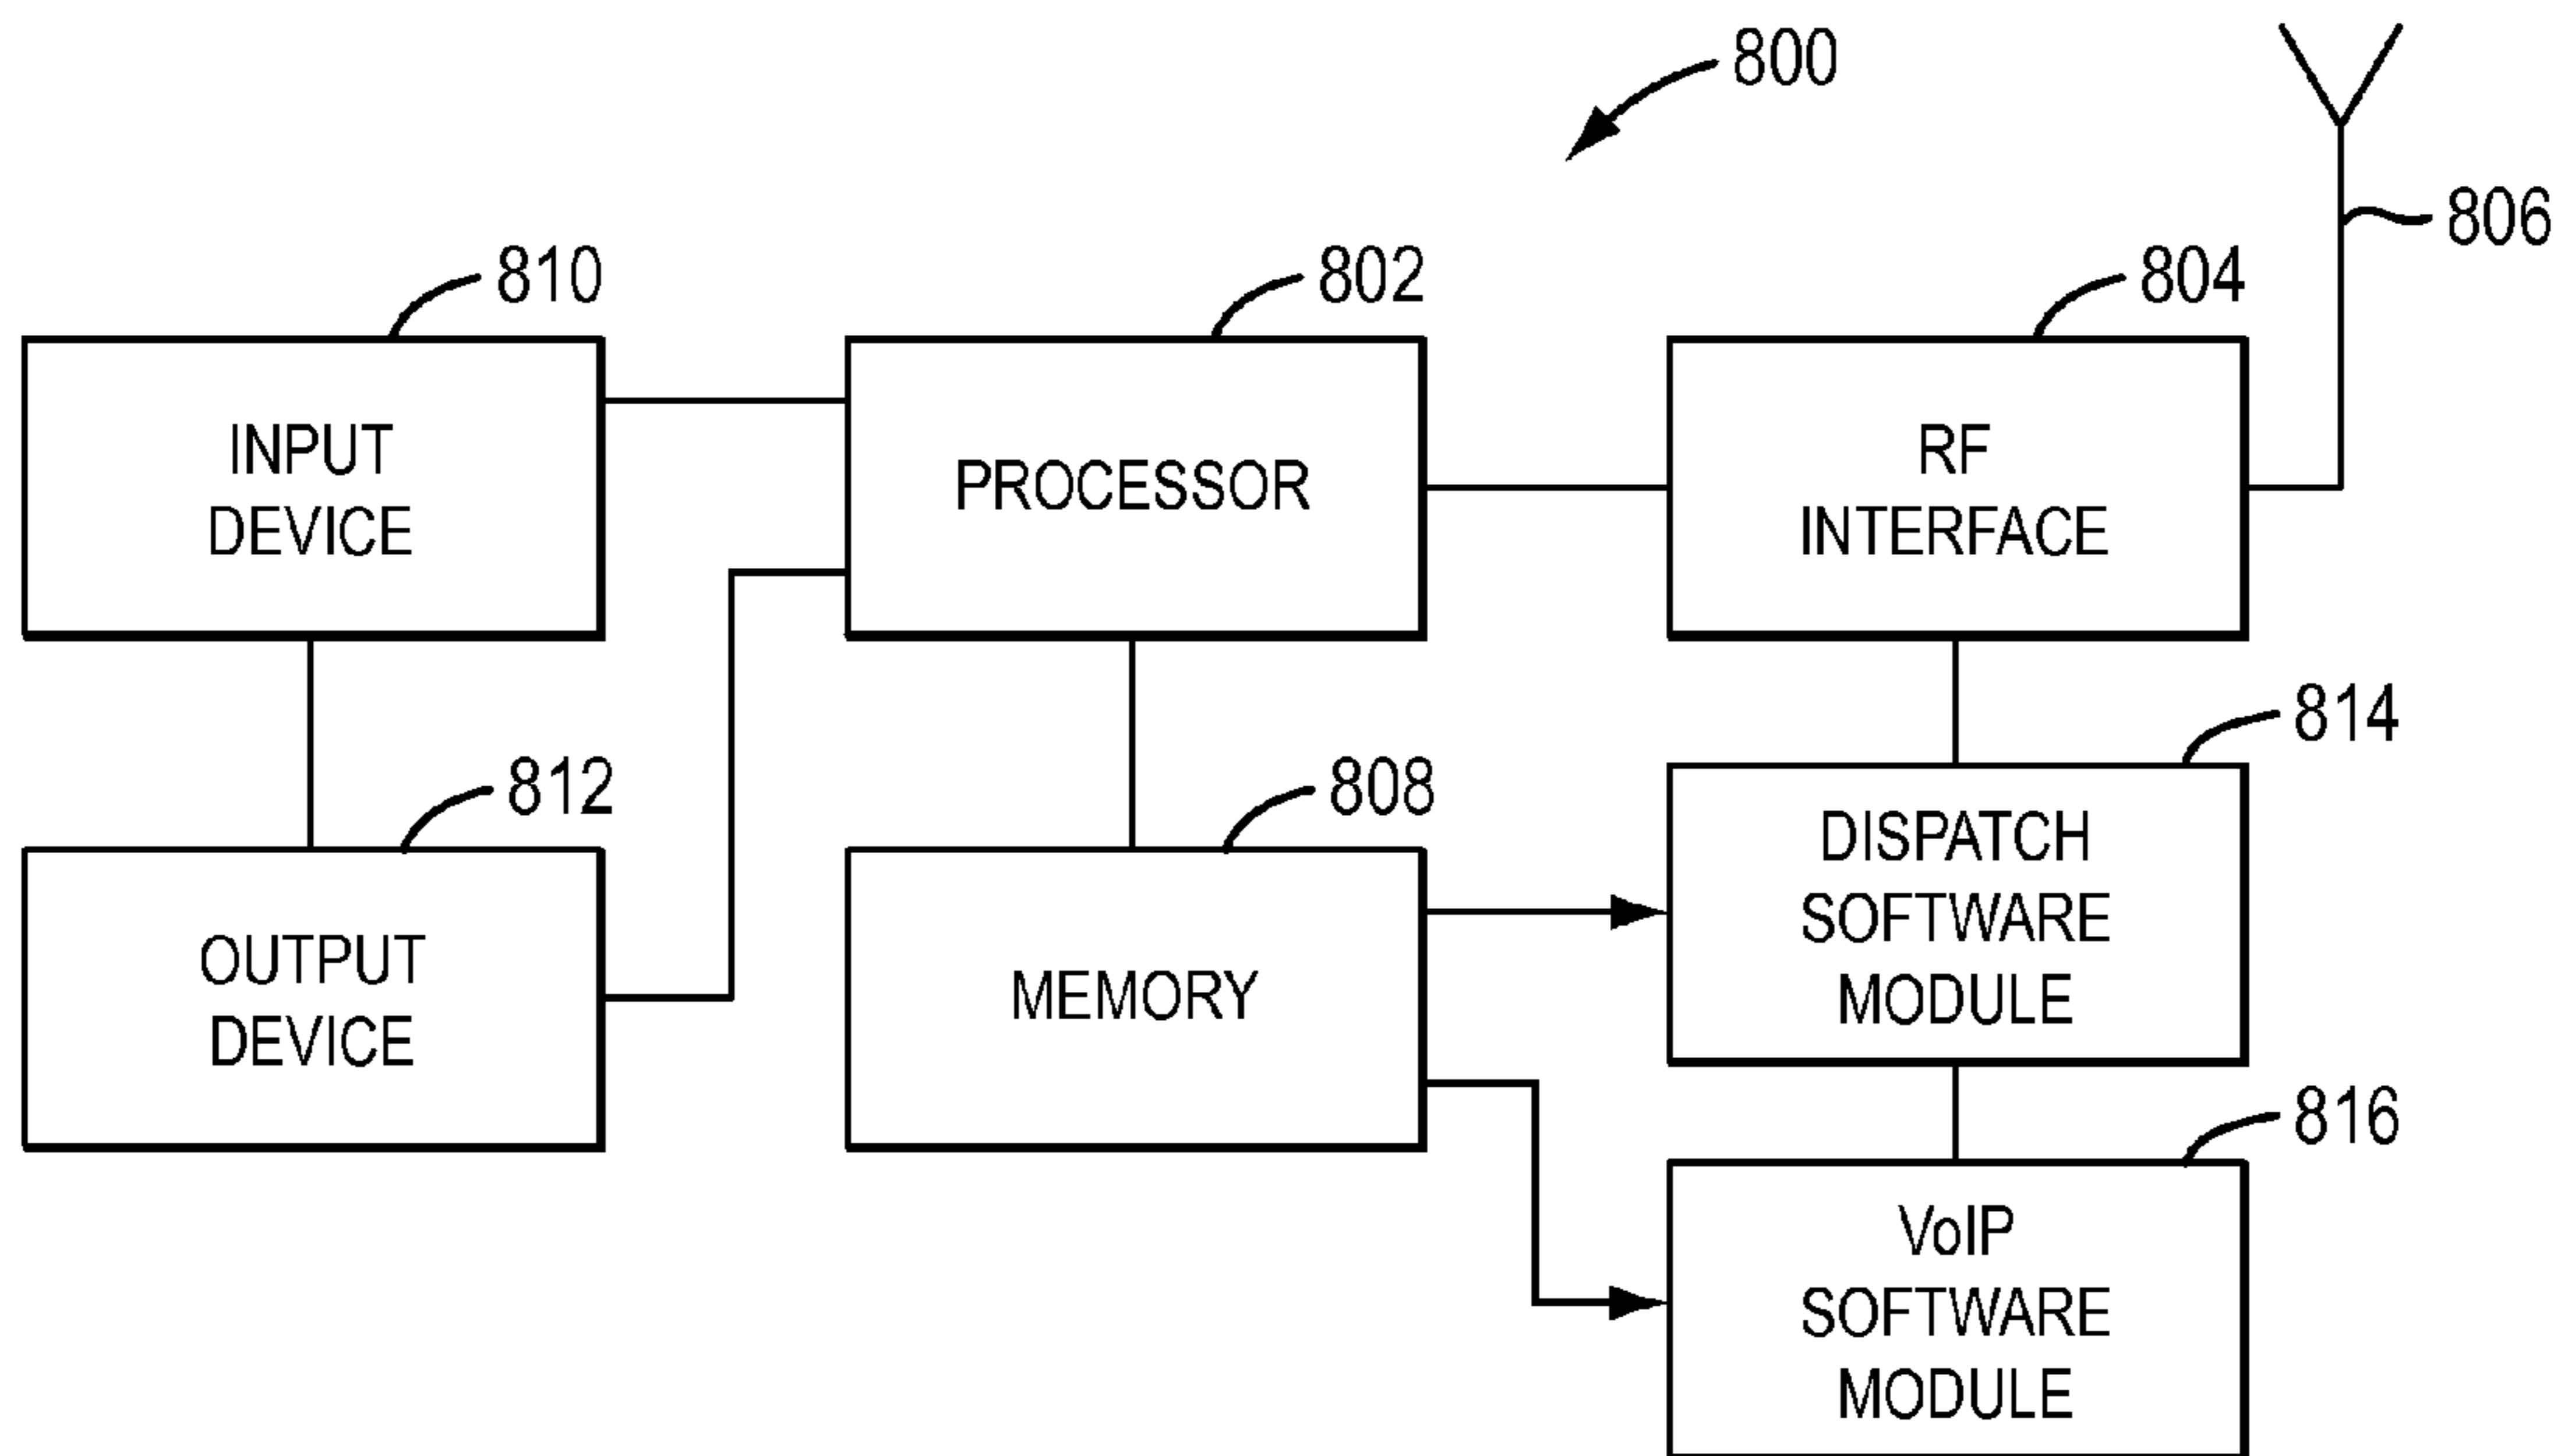 800
806
810
802
804
INPUT
DEVICE
PROCESSOR
RF
INTERFACE
812
808
814
OUTPUT
DEVICE
MEMORY
DISPATCH
SOFTWARE
MODULE
816
VoIP
SOFTWARE
MODULE